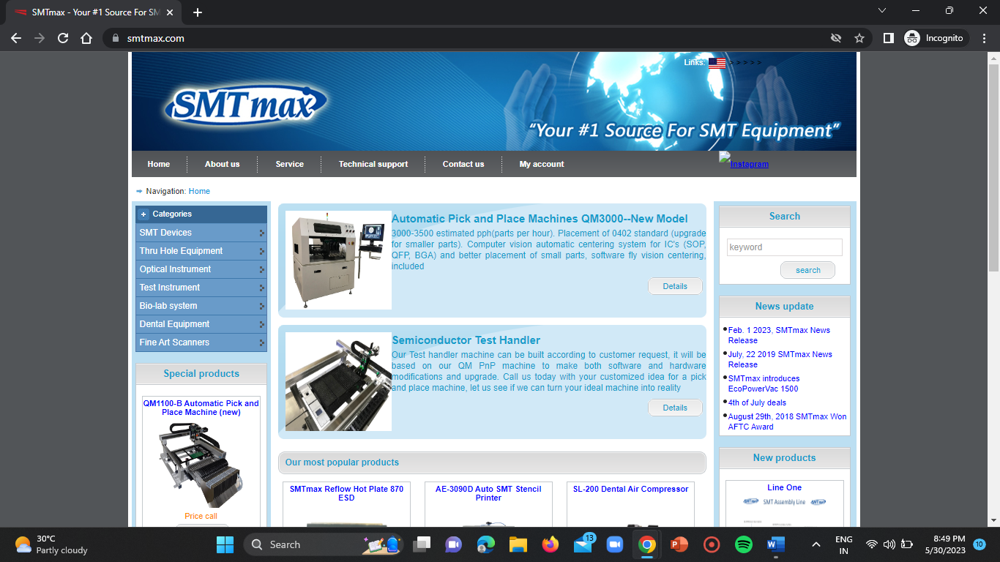 SMTmax - Your #1 Source For SM
smtmax.com
Incognito
Links: > > > > >
SMTmax
"Your #1 Source For SMT Equipment"
Home
About us
Service
Technical support
Contact us
My account
Instagram
Navigation: Home
Categories
SMT Devices
Thru Hole Equipment
Optical Instrument
Test Instrument
Bio-lab system
Dental Equipment
Fine Art Scanners
Special products
QM1100-B Automatic Pick and
Place Machine (new)
Price call
Automatic Pick and Place Machines QM3000--New Model
3000-3500 estimated pph(parts per hour). Placement of 0402 standard (upgrade
for smaller parts). Computer vision automatic centering system for IC's (SOP,
QFP, BGA) and better placement of small parts, software fly vision centering,
included
Details
Semiconductor Test Handler
Our Test handler machine can be built according to customer request, it will be
based on our QM PnP machine to make both software and hardware
modifications and upgrade. Call us today with your customized idea for a pick
and place machine, let us see if we can turn your ideal machine into reality
Details
Our most popular products
SMTmax Reflow Hot Plate 870
ESD
AE-3090D Auto SMT Stencil
Printer
SL-200 Dental Air Compressor
Search
keyword
search
News update
Feb. 1 2023, SMTmax News
Release
July, 22 2019 SMTmax News
Release
SMTmax introduces
EcoPowerVac 1500
4th of July deals
August 29th, 2018 SMTmax Won
AFTC Award
New products
Line One
SMTmax SMT Assembly Line SMTmax
30°C
Partly cloudy
Search
13
ENG
IN
8:49 PM
5/30/2023
10